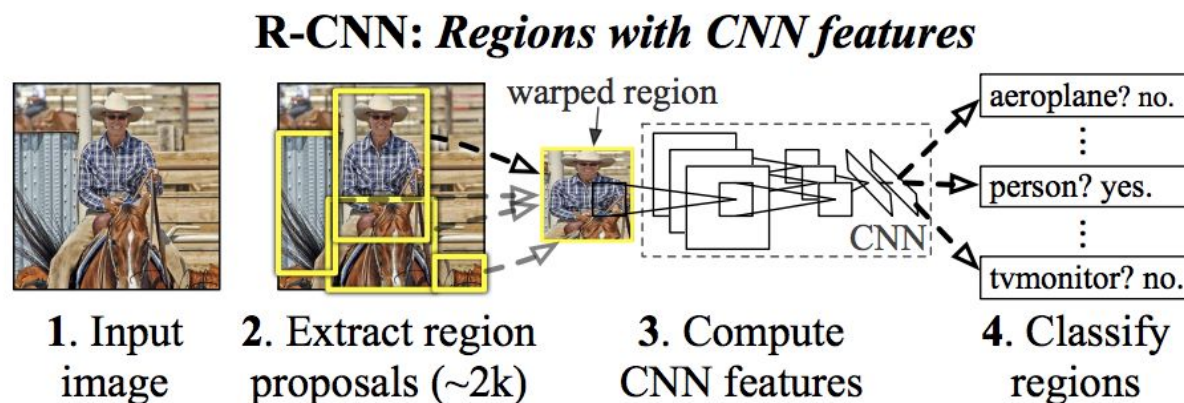 R-CNN: Regions with CNN features
warped region
aeroplane? no.
⋮
person? yes.
⋮
tvmonitor? no.
CNN
1. Input
image
2. Extract region
proposals (~2k)
3. Compute
CNN features
4. Classify
regions